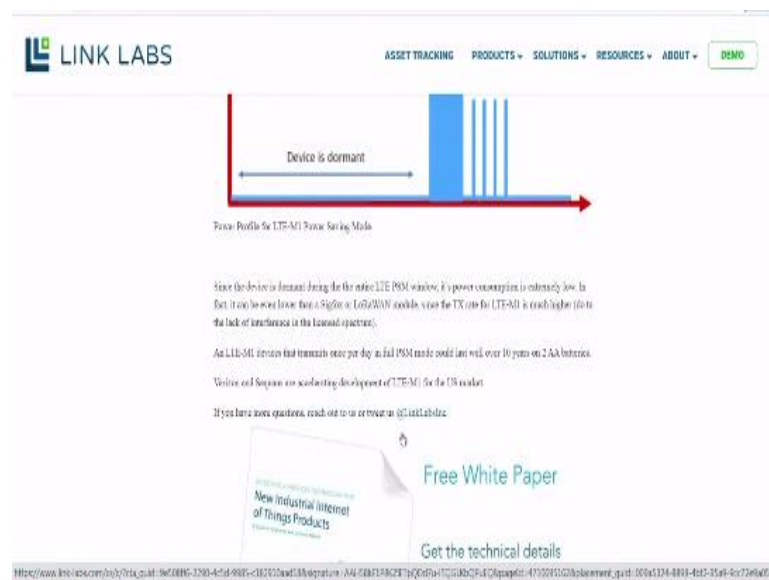 LINK LABS
ASSET TRACKING PRODUCTS SOLUTIONS RESOURCES ABOUT DEMO
Device is dormant
Power Profile for LTE-M1 Power Saving Mode
Since the device is dormant during the the entire LTE PSM window, it's power consumption is extremely low. In
fact, it can be even lower than a Sigfox or LoRaWAN module, since the TX rate for LTE-M1 is much higher (do to
the lack of interference in the licensed spectrum).
An LTE-M1 devices that transmits once per day in full PSM mode could last well over 10 years on 2 AA batteries.
Verizon and Sequans are accelerating development of LTE-M1 for the US market.
If you have more questions, reach out to us or tweet us @LinkLabsInc.
Free White Paper
New Industrial Internet
of Things Products
Get the technical details